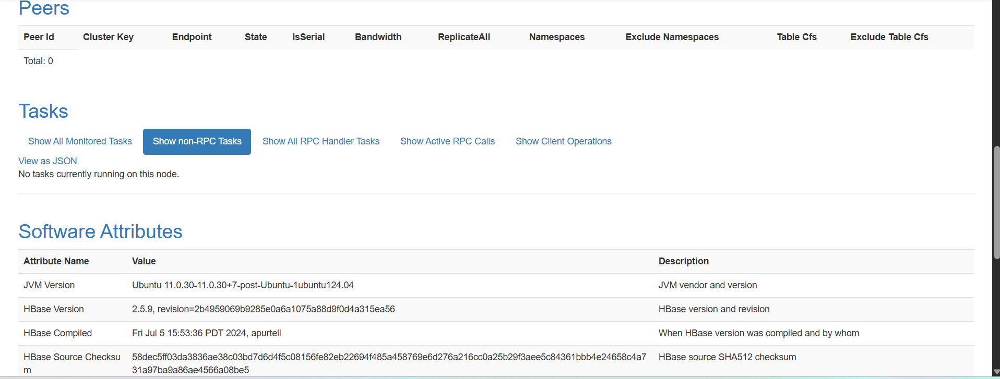 Peers
Peer Id Cluster Key Endpoint State IsSerial Bandwidth ReplicateAll Namespaces Exclude Namespaces Table Cfs Exclude Table Cfs
Total: 0
Tasks
Show All Monitored Tasks Show non-RPC Tasks Show All RPC Handler Tasks Show Active RPC Calls Show Client Operations
View as JSON
No tasks currently running on this node.
Software Attributes
Attribute Name Value Description
JVM Version Ubuntu 11.0.30-11.0.30+7-post-Ubuntu-1ubuntu124.04 JVM vendor and version
HBase Version 2.5.9, revision=2b4959069b9285e0a6a1075a88d9f0d4a315ea56 HBase version and revision
HBase Compiled Fri Jul 5 15:53:36 PDT 2024, apurtell When HBase version was compiled and by whom
HBase Source Checksu 58dec5ff03da3836ae38c03bd7d6d4f5c08156fe82eb22694f485a458769e6d276a216cc0a25b29f3aee5c84361bbb4e24658c4a7 HBase source SHA512 checksum
m 31a97ba9a86ae4566a08be5